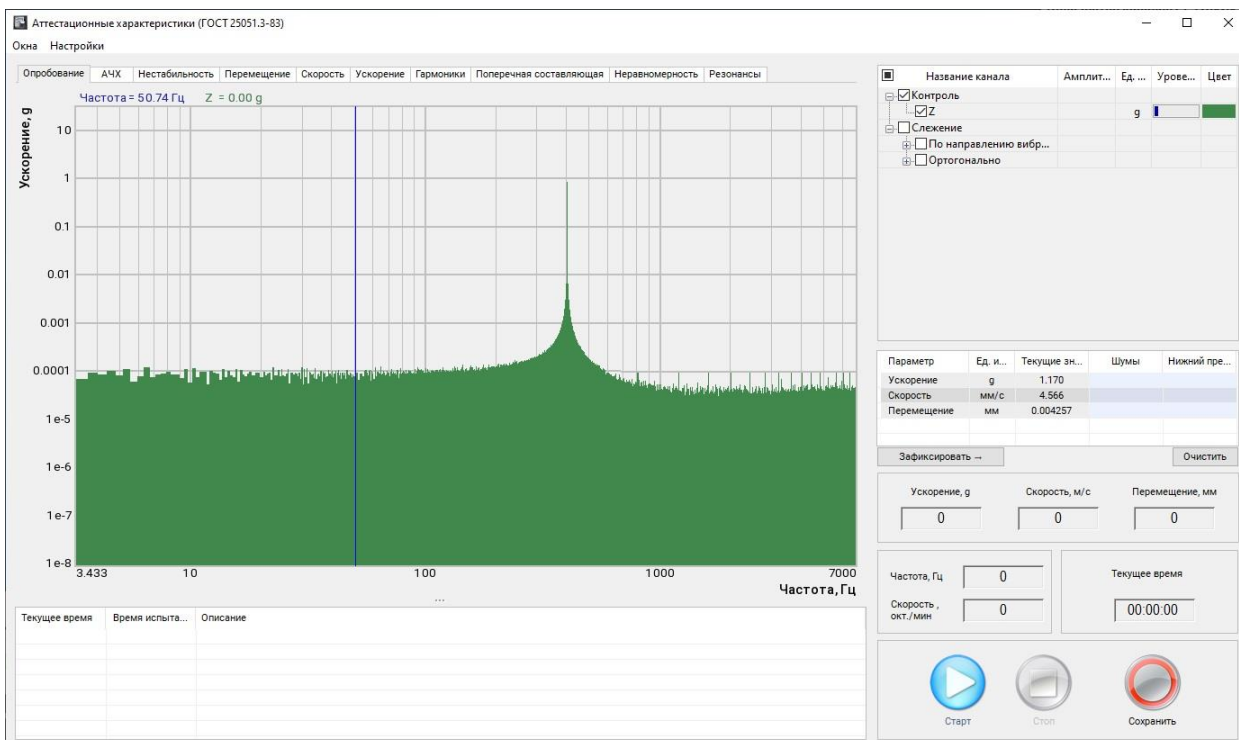 Аттестационные характеристики (ГОСТ 25051.3-83)
Окна Настройки
Опробование АЧХ Нестабильность Перемещение Скорость Ускорение Гармоники Поперечная составляющая Неравномерность Резонансы
Частота = 50.74 Гц Z = 0.00 g
Ускорение, g
10
1
0.1
0.01
0.001
0.0001
1e-5
1e-6
1e-7
1e-8
3.433 10 100 1000 7000
Частота, Гц
...
Текущее время Время испыта... Описание
Название канала Амплит... Ед. ... Урове... Цвет
Контроль
Z g
Слежение
По направлению вибр...
Ортогонально
Параметр Ед. и... Текущие зн... Шумы Нижний пре...
Ускорение g 1.170
Скорость мм/с 4.566
Перемещение мм 0.004257
Зафиксировать → Очистить
Ускорение, g Скорость, м/с Перемещение, мм
0 0 0
Частота, Гц 0
Скорость ,
окт./мин 0
Текущее время
00:00:00
Старт Стоп Сохранить